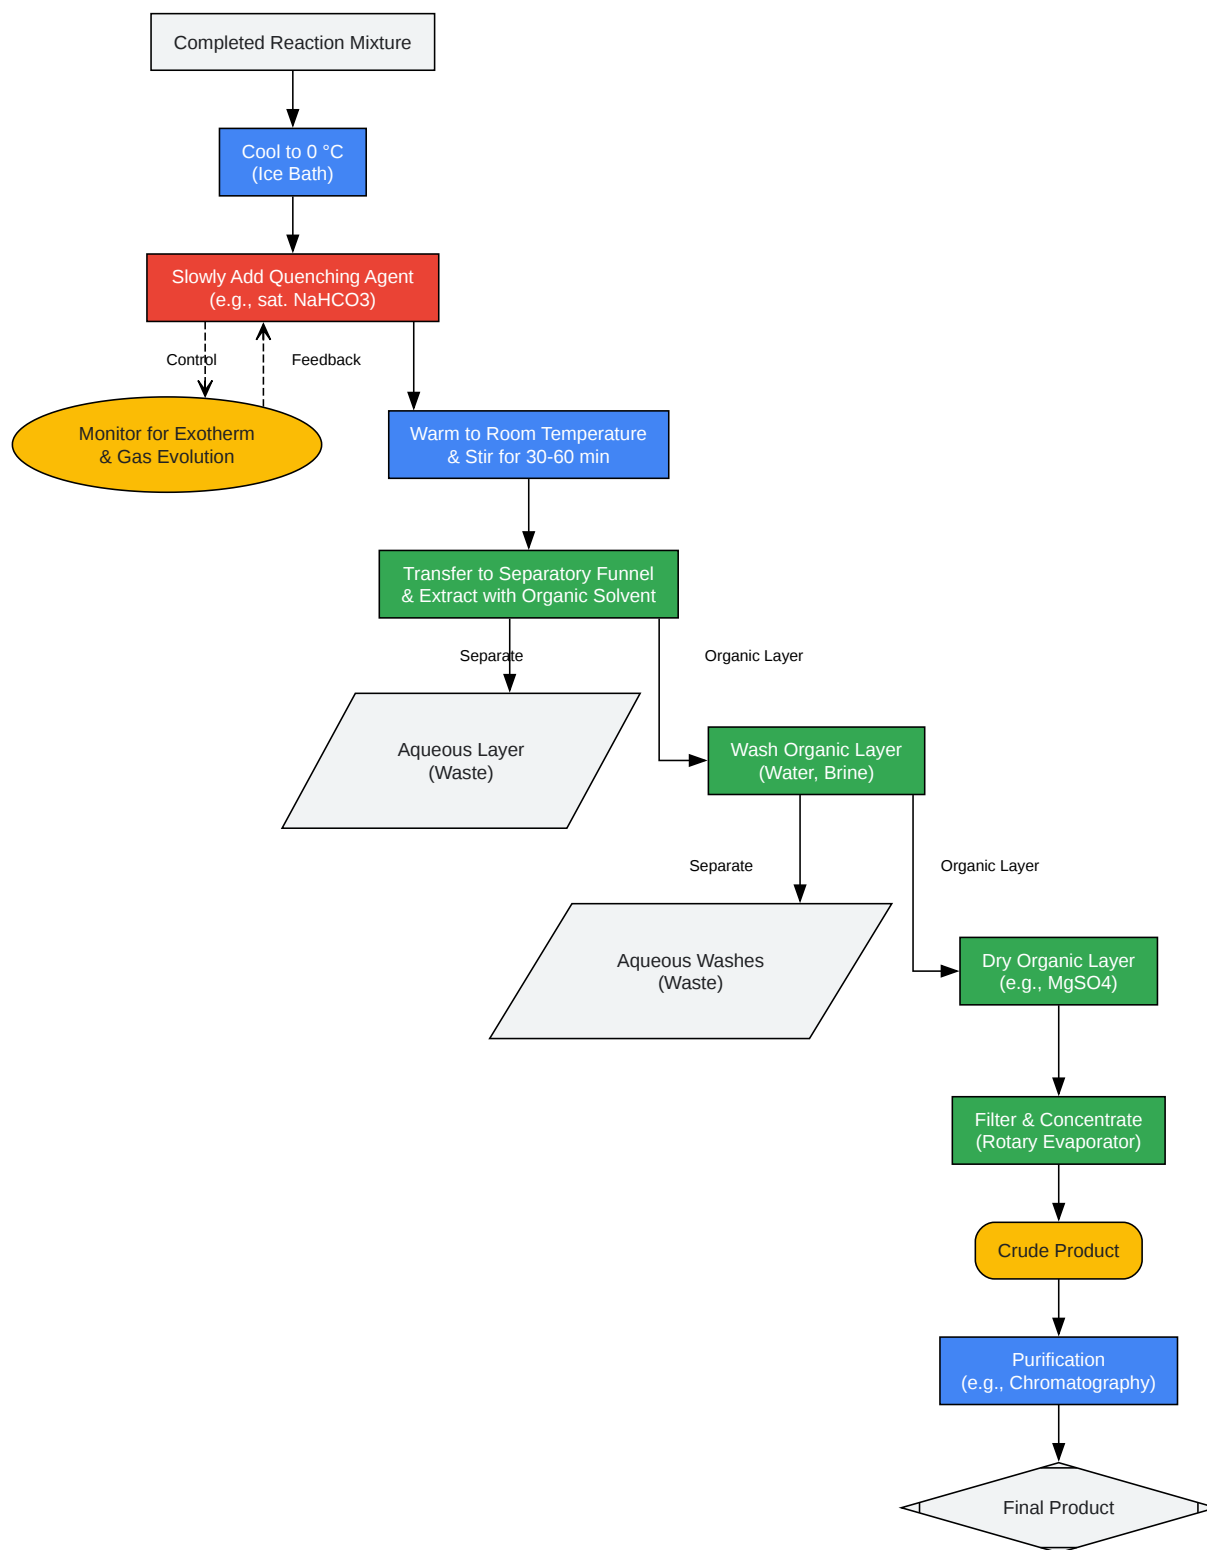 Completed Reaction Mixture
Cool to 0 °C
(Ice Bath)
Slowly Add Quenching Agent
(e.g., sat. NaHCO3)
Control
Feedback
Monitor for Exotherm
& Gas Evolution
Warm to Room Temperature
& Stir for 30-60 min
Transfer to Separatory Funnel
& Extract with Organic Solvent
Separate
Organic Layer
Aqueous Layer
(Waste)
Wash Organic Layer
(Water, Brine)
Separate
Organic Layer
Aqueous Washes
(Waste)
Dry Organic Layer
(e.g., MgSO4)
Filter & Concentrate
(Rotary Evaporator)
Crude Product
Purification
(e.g., Chromatography)
Final Product